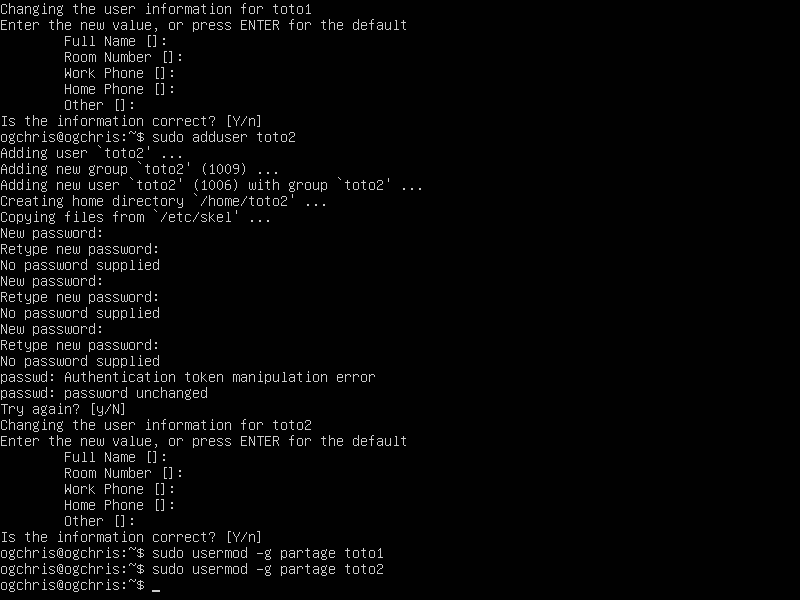 Changing the user information for toto1
Enter the new value, or press ENTER for the default
        Full Name []:
        Room Number []:
        Work Phone []:
        Home Phone []:
        Other []:
Is the information correct? [Y/n]
ogchris@ogchris:~$ sudo adduser toto2
Adding user `toto2' ...
Adding new group `toto2' (1009) ...
Adding new user `toto2' (1006) with group `toto2' ...
Creating home directory `/home/toto2' ...
Copying files from `/etc/skel' ...
New password:
Retype new password:
No password supplied
New password:
Retype new password:
No password supplied
New password:
Retype new password:
No password supplied
passwd: Authentication token manipulation error
passwd: password unchanged
Try again? [y/N]
Changing the user information for toto2
Enter the new value, or press ENTER for the default
        Full Name []:
        Room Number []:
        Work Phone []:
        Home Phone []:
        Other []:
Is the information correct? [Y/n]
ogchris@ogchris:~$ sudo usermod -g partage toto1
ogchris@ogchris:~$ sudo usermod -g partage toto2
ogchris@ogchris:~$ _